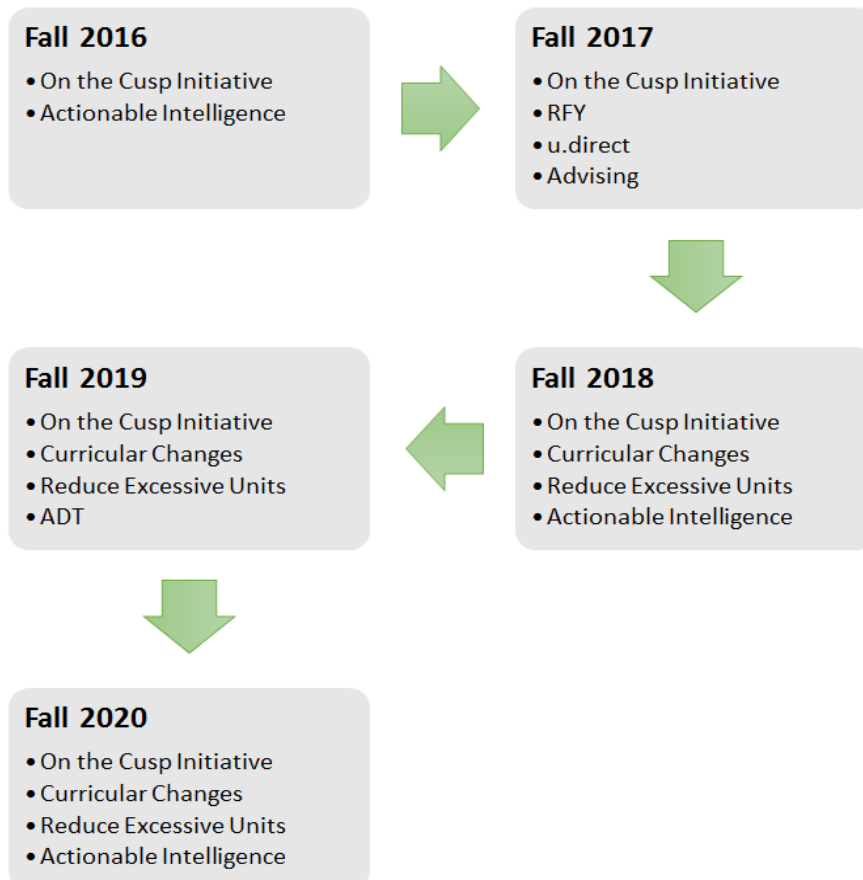 Fall 2016
• On the Cusp Initiative
• Actionable Intelligence
Fall 2017
• On the Cusp Initiative
• RFY
• u.direct
• Advising
Fall 2018
• On the Cusp Initiative
• Curricular Changes
• Reduce Excessive Units
• Actionable Intelligence
Fall 2019
• On the Cusp Initiative
• Curricular Changes
• Reduce Excessive Units
• ADT
Fall 2020
• On the Cusp Initiative
• Curricular Changes
• Reduce Excessive Units
• Actionable Intelligence